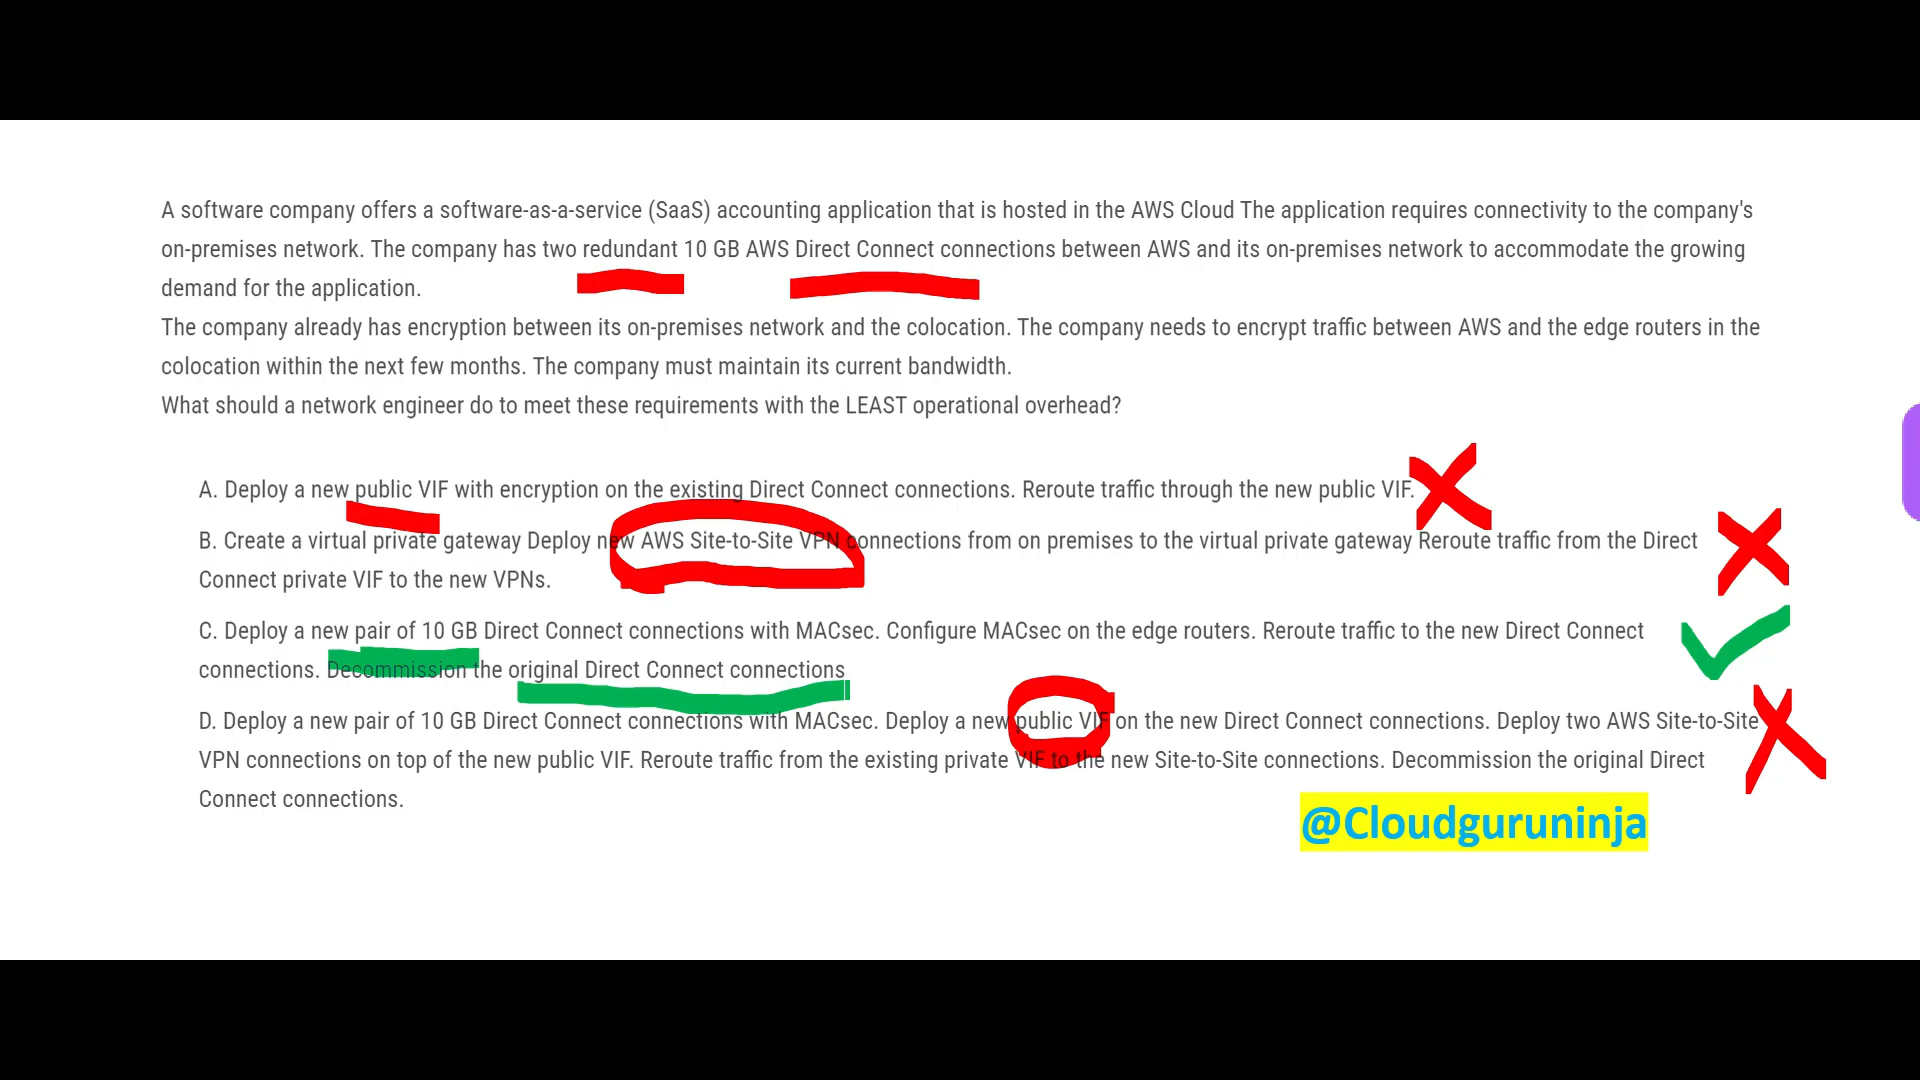 A software company offers a software-as-a-service (SaaS) accounting application that is hosted in the AWS Cloud The application requires connectivity to the company's
on-premises network. The company has two redundant 10 GB AWS Direct Connect connections between AWS and its on-premises network to accommodate the growing
demand for the application.
The company already has encryption between its on-premises network and the colocation. The company needs to encrypt traffic between AWS and the edge routers in the
colocation within the next few months. The company must maintain its current bandwidth.
What should a network engineer do to meet these requirements with the LEAST operational overhead?
A. Deploy a new public VIF with encryption on the existing Direct Connect connections. Reroute traffic through the new public VIF.
B. Create a virtual private gateway Deploy new AWS Site-to-Site VPN connections from on premises to the virtual private gateway Reroute traffic from the Direct
Connect private VIF to the new VPNs.
C. Deploy a new pair of 10 GB Direct Connect connections with MACsec. Configure MACsec on the edge routers. Reroute traffic to the new Direct Connect
connections. Decommission the original Direct Connect connections
D. Deploy a new pair of 10 GB Direct Connect connections with MACsec. Deploy a new public VIF on the new Direct Connect connections. Deploy two AWS Site-to-Site
VPN connections on top of the new public VIF. Reroute traffic from the existing private VIF to the new Site-to-Site connections. Decommission the original Direct
Connect connections.
@Cloudguruninja